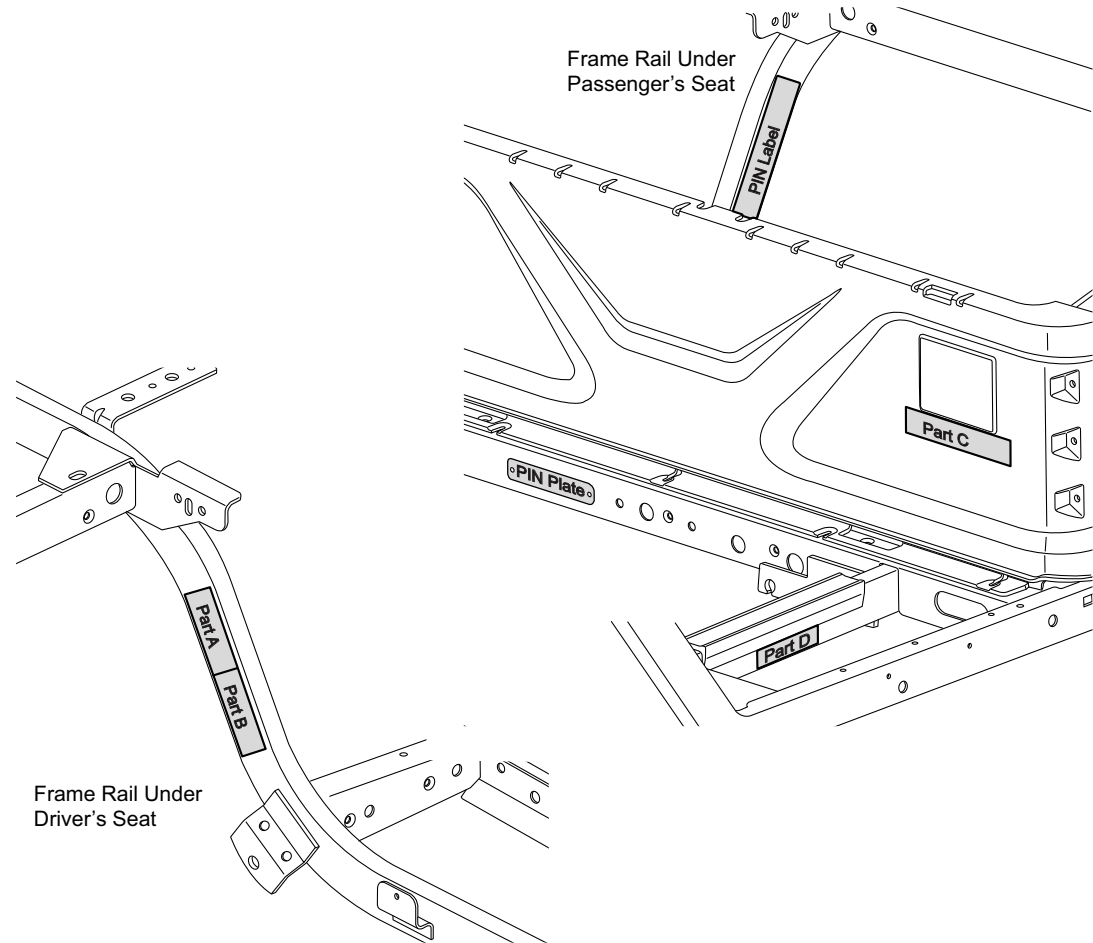 Frame Rail Under
Passenger’s Seat
PIN Label
Part C
PIN Plate
Part D
Part A
Part B
Frame Rail Under
Driver’s Seat